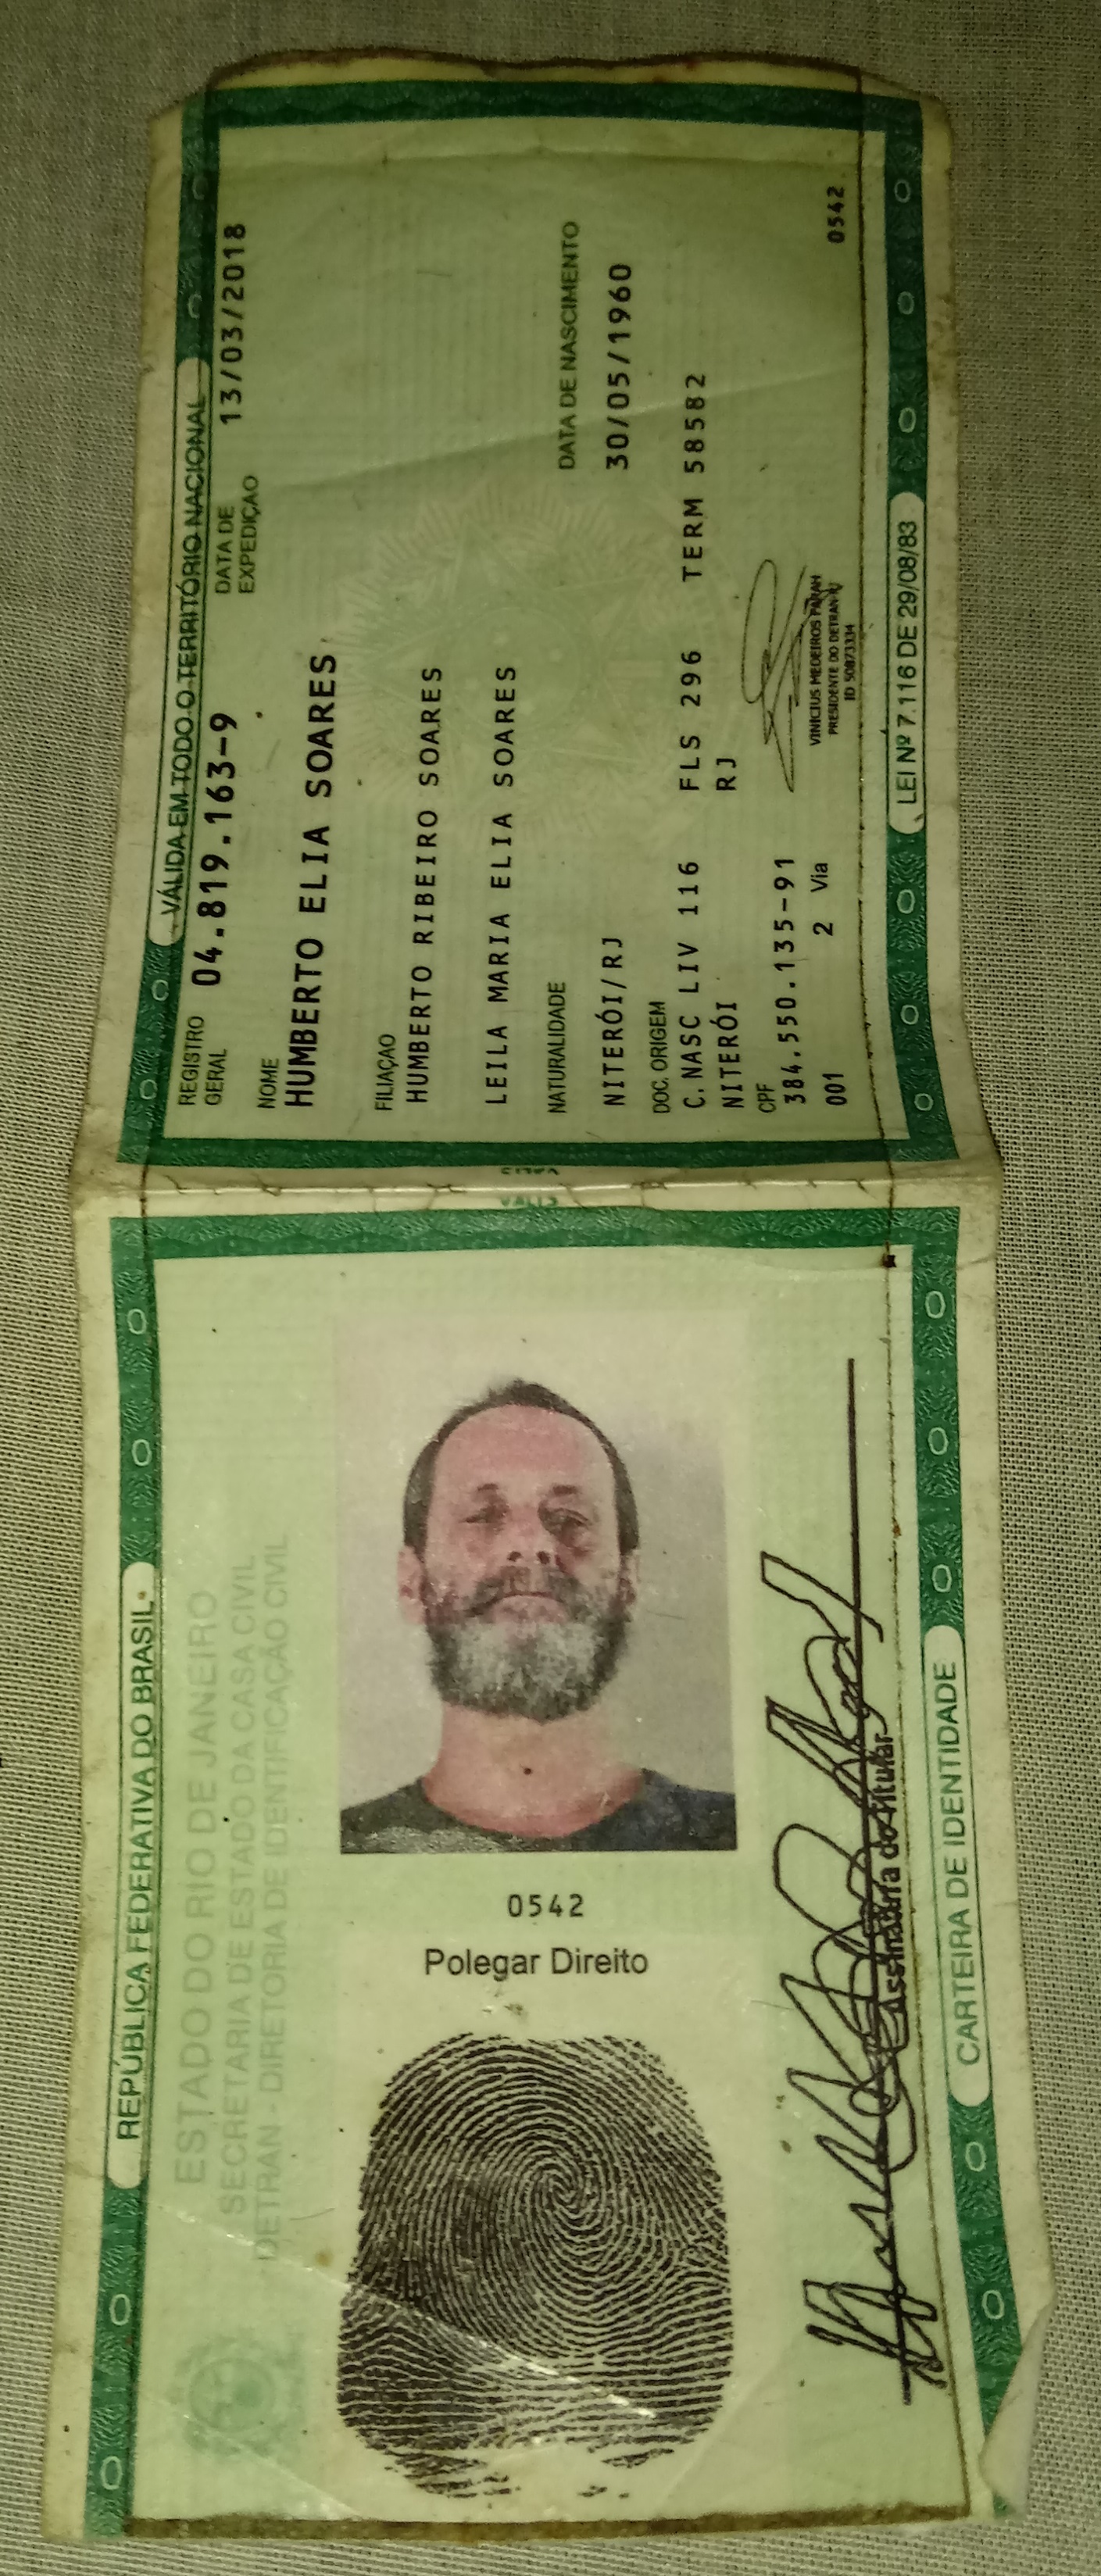 VÁLIDA EM TODO O TERRITÓRIO NACIONAL
REGISTRO GERAL 04.819.163-9 DATA DE EXPEDIÇÃO 13/03/2018
NOME
HUMBERTO ELIA SOARES
FILIAÇÃO
HUMBERTO RIBEIRO SOARES
LEILA MARIA ELIA SOARES
NATURALIDADE DATA DE NASCIMENTO
NITERÓI/RJ 30/05/1960
DOC. ORIGEM
C.NASC LIV 116 FLS 296 TERM 58582
NITERÓI RJ
CPF
384.550.135-91
001 2 Via 0542
VINICIUS MEDEIROS FARAH
PRESIDENTE DO DETRAN-RJ
ID 50873334
LEI Nº 7.116 DE 29/08/83
REPÚBLICA FEDERATIVA DO BRASIL
ESTADO DO RIO DE JANEIRO
SECRETARIA DE ESTADO DA CASA CIVIL
DETRAN - DIRETORIA DE IDENTIFICAÇÃO CIVIL
0542
Polegar Direito
Assinatura do Titular
CARTEIRA DE IDENTIDADE